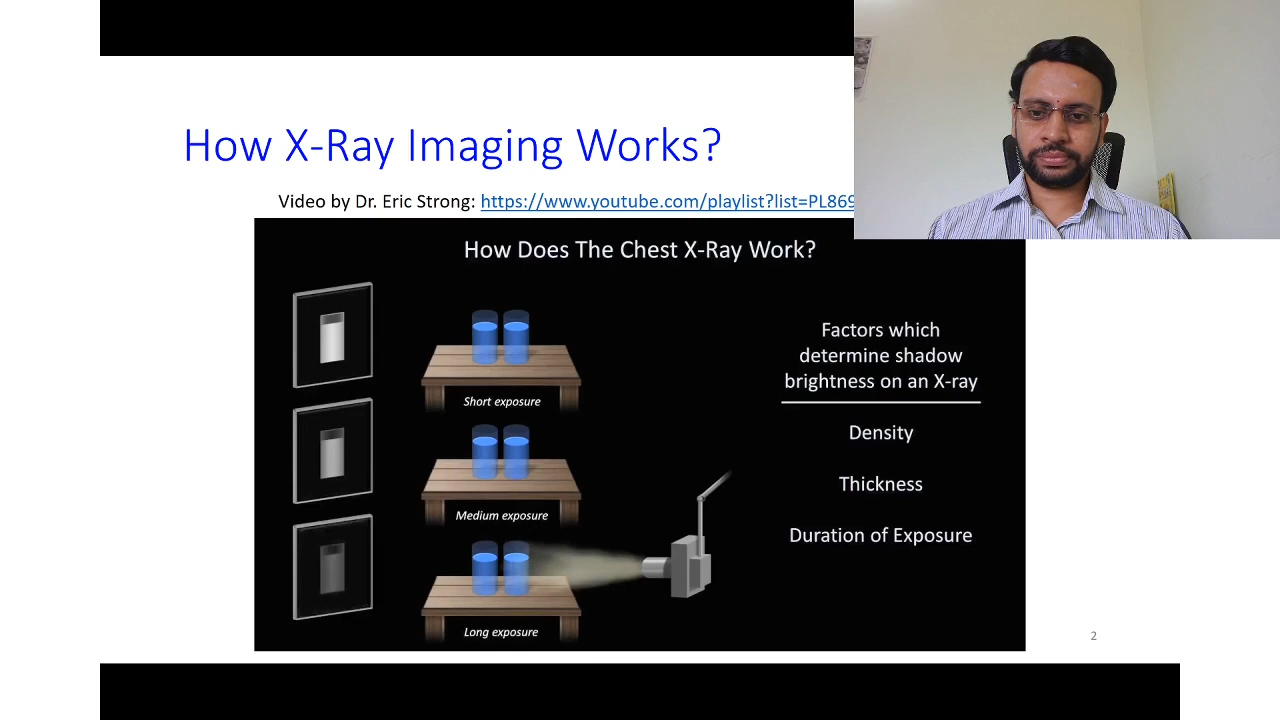 How X-Ray Imaging Works?
Video by Dr. Eric Strong: https://www.youtube.com/playlist?list=PL869
How Does The Chest X-Ray Work?
Factors which
determine shadow
brightness on an X-ray
Density
Thickness
Duration of Exposure
Short exposure
Medium exposure
Long exposure
2